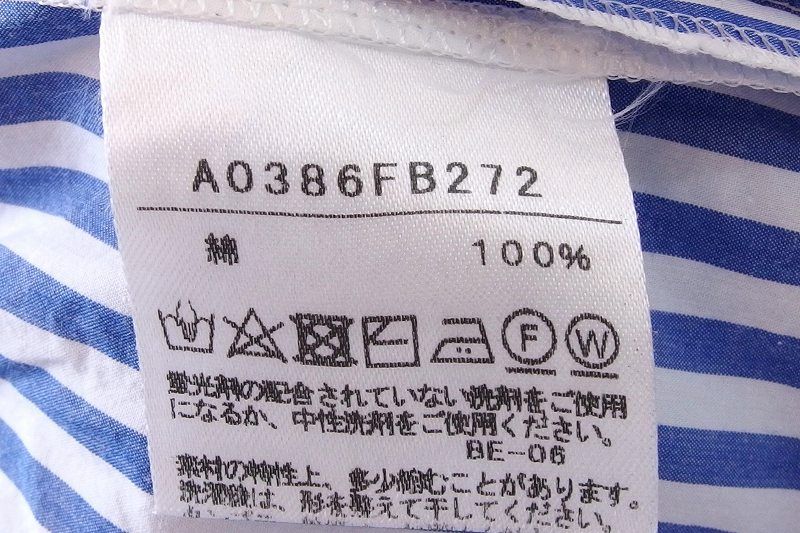 A0386FB272
綿 100%
F W
蛍光剤の配合されていない洗剤をご使用
になるか、中性洗剤をご使用ください。
BE-06
素材の特性上、多少縮むことがあります。
洗濯後は、形を整えて干してください。